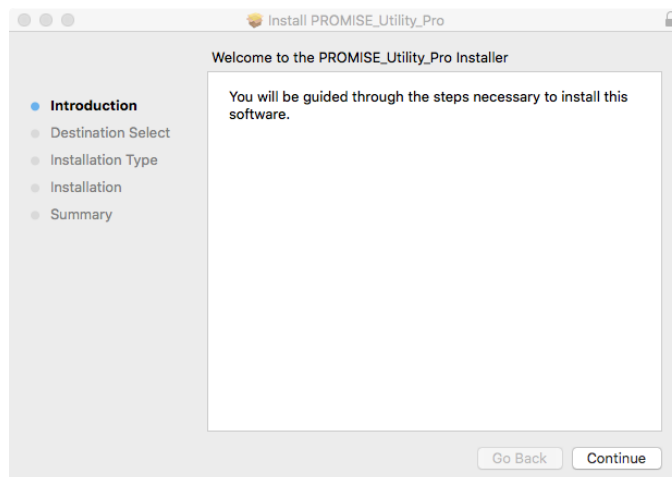 Install PROMISE_Utility_Pro
Welcome to the PROMISE_Utility_Pro Installer
Introduction
Destination Select
Installation Type
Installation
Summary
You will be guided through the steps necessary to install this
software.
Go Back
Continue